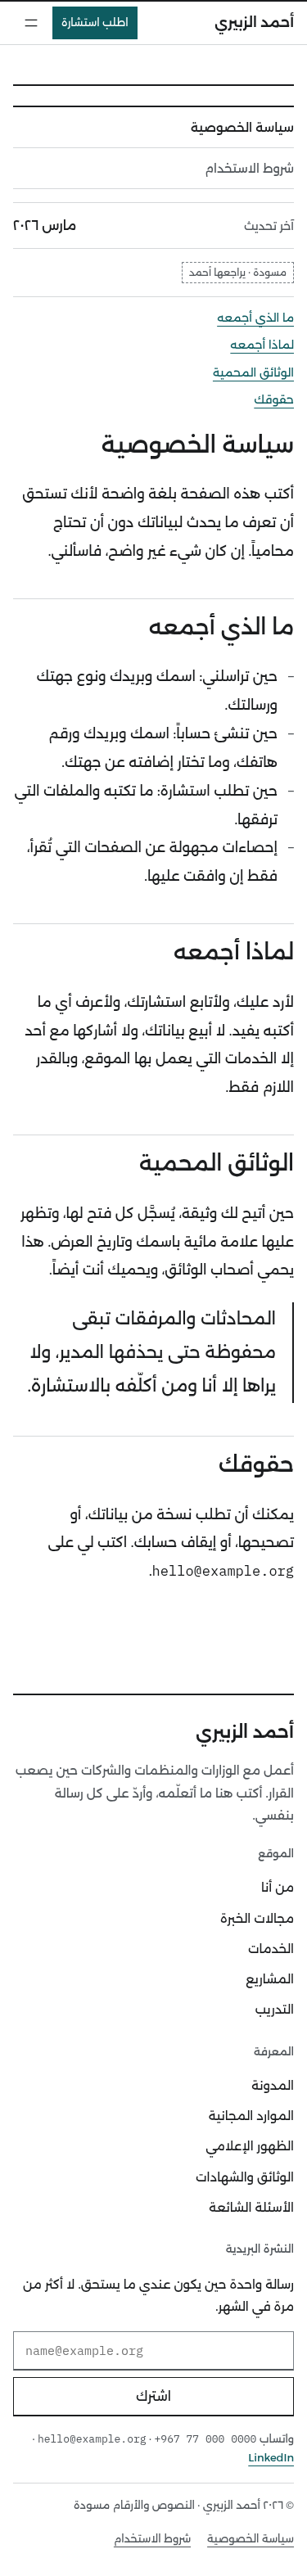 أحمد الزبيري
اطلب استشارة
سياسة الخصوصية
شروط الاستخدام
آخر تحديث
مارس ٢٠٢٦
مسودة · يراجعها أحمد
ما الذي أجمعه
لماذا أجمعه
الوثائق المحمية
حقوقك
سياسة الخصوصية
أكتب هذه الصفحة بلغة واضحة لأنك تستحق
أن تعرف ما يحدث لبياناتك دون أن تحتاج
محامياً. إن كان شيء غير واضح، فاسألني.
ما الذي أجمعه
– حين تراسلني: اسمك وبريدك ونوع جهتك
ورسالتك.
– حين تنشئ حساباً: اسمك وبريدك ورقم
هاتفك، وما تختار إضافته عن جهتك.
– حين تطلب استشارة: ما تكتبه والملفات التي
ترفقها.
– إحصاءات مجهولة عن الصفحات التي تُقرأ،
فقط إن وافقت عليها.
لماذا أجمعه
لأرد عليك، ولأتابع استشارتك، ولأعرف أي ما
أكتبه يفيد. لا أبيع بياناتك، ولا أشاركها مع أحد
إلا الخدمات التي يعمل بها الموقع، وبالقدر
اللازم فقط.
الوثائق المحمية
حين أتيح لك وثيقة، يُسجَّل كل فتح لها، وتظهر
عليها علامة مائية باسمك وتاريخ العرض. هذا
يحمي أصحاب الوثائق، ويحميك أنت أيضاً.
المحادثات والمرفقات تبقى
محفوظة حتى يحذفها المدير، ولا
يراها إلا أنا ومن أكلّفه بالاستشارة.
حقوقك
يمكنك أن تطلب نسخة من بياناتك، أو
تصحيحها، أو إيقاف حسابك. اكتب لي على
hello@example.org.
أحمد الزبيري
أعمل مع الوزارات والمنظمات والشركات حين يصعب
القرار. أكتب هنا ما أتعلّمه، وأردّ على كل رسالة
بنفسي.
الموقع
من أنا
مجالات الخبرة
الخدمات
المشاريع
التدريب
المعرفة
المدونة
الموارد المجانية
الظهور الإعلامي
الوثائق والشهادات
الأسئلة الشائعة
النشرة البريدية
رسالة واحدة حين يكون عندي ما يستحق. لا أكثر من
مرة في الشهر.
name@example.org
اشترك
واتساب +967 77 000 0000 · hello@example.org ·
LinkedIn
© ٢٠٢٦ أحمد الزبيري · النصوص والأرقام مسودة
سياسة الخصوصية
شروط الاستخدام